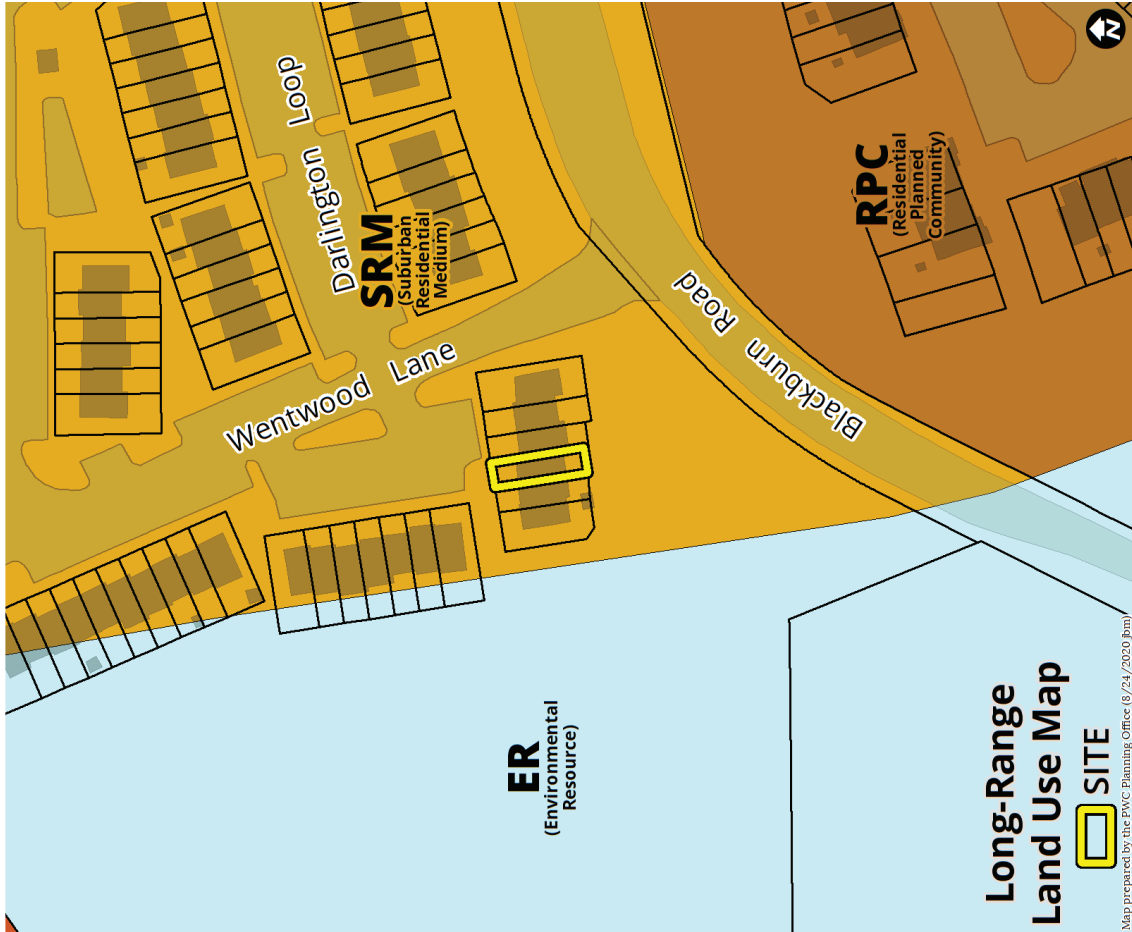 Darlington Loop
SRM
(Suburban
Residential
Medium)
Wentwood Lane
RPC
(Residential
Planned
Community)
Blackburn Road
ER
(Environmental
Resource)
N
Long-Range
Land Use Map
SITE
Map prepared by the PWC Planning Office (8/24/2020 jbm)